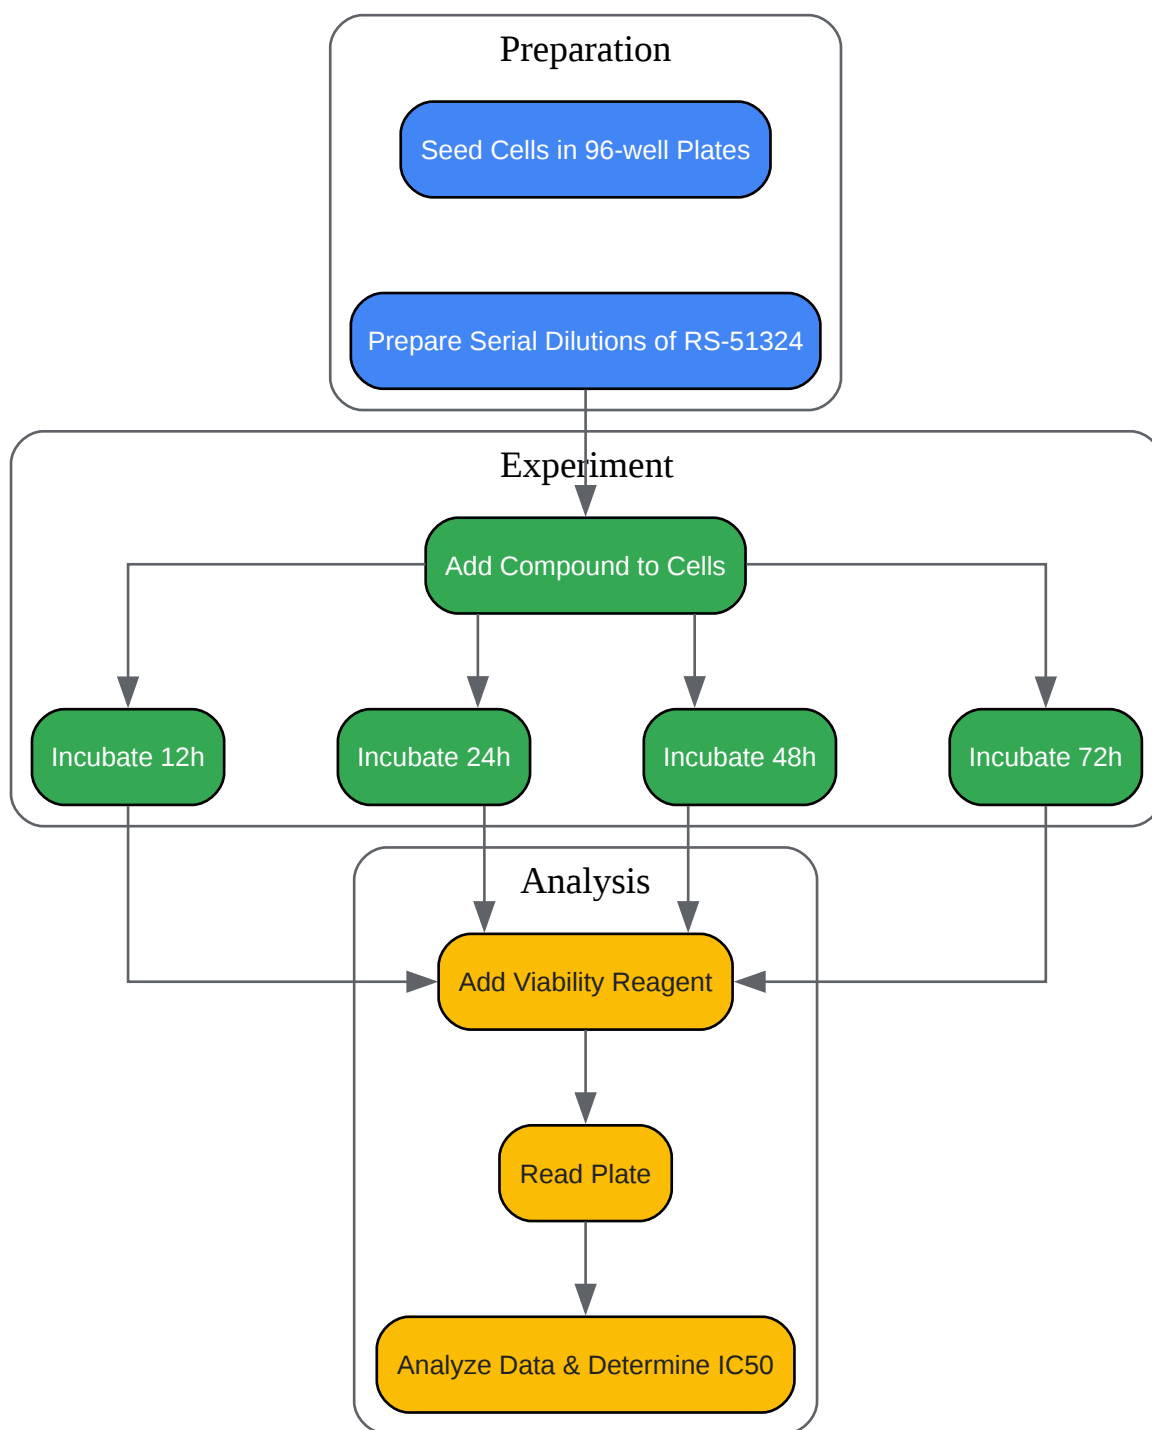 Preparation
Seed Cells in 96-well Plates
Prepare Serial Dilutions of RS-51324
Experiment
Add Compound to Cells
Incubate 12h
Incubate 24h
Incubate 48h
Incubate 72h
Analysis
Add Viability Reagent
Read Plate
Analyze Data & Determine IC50